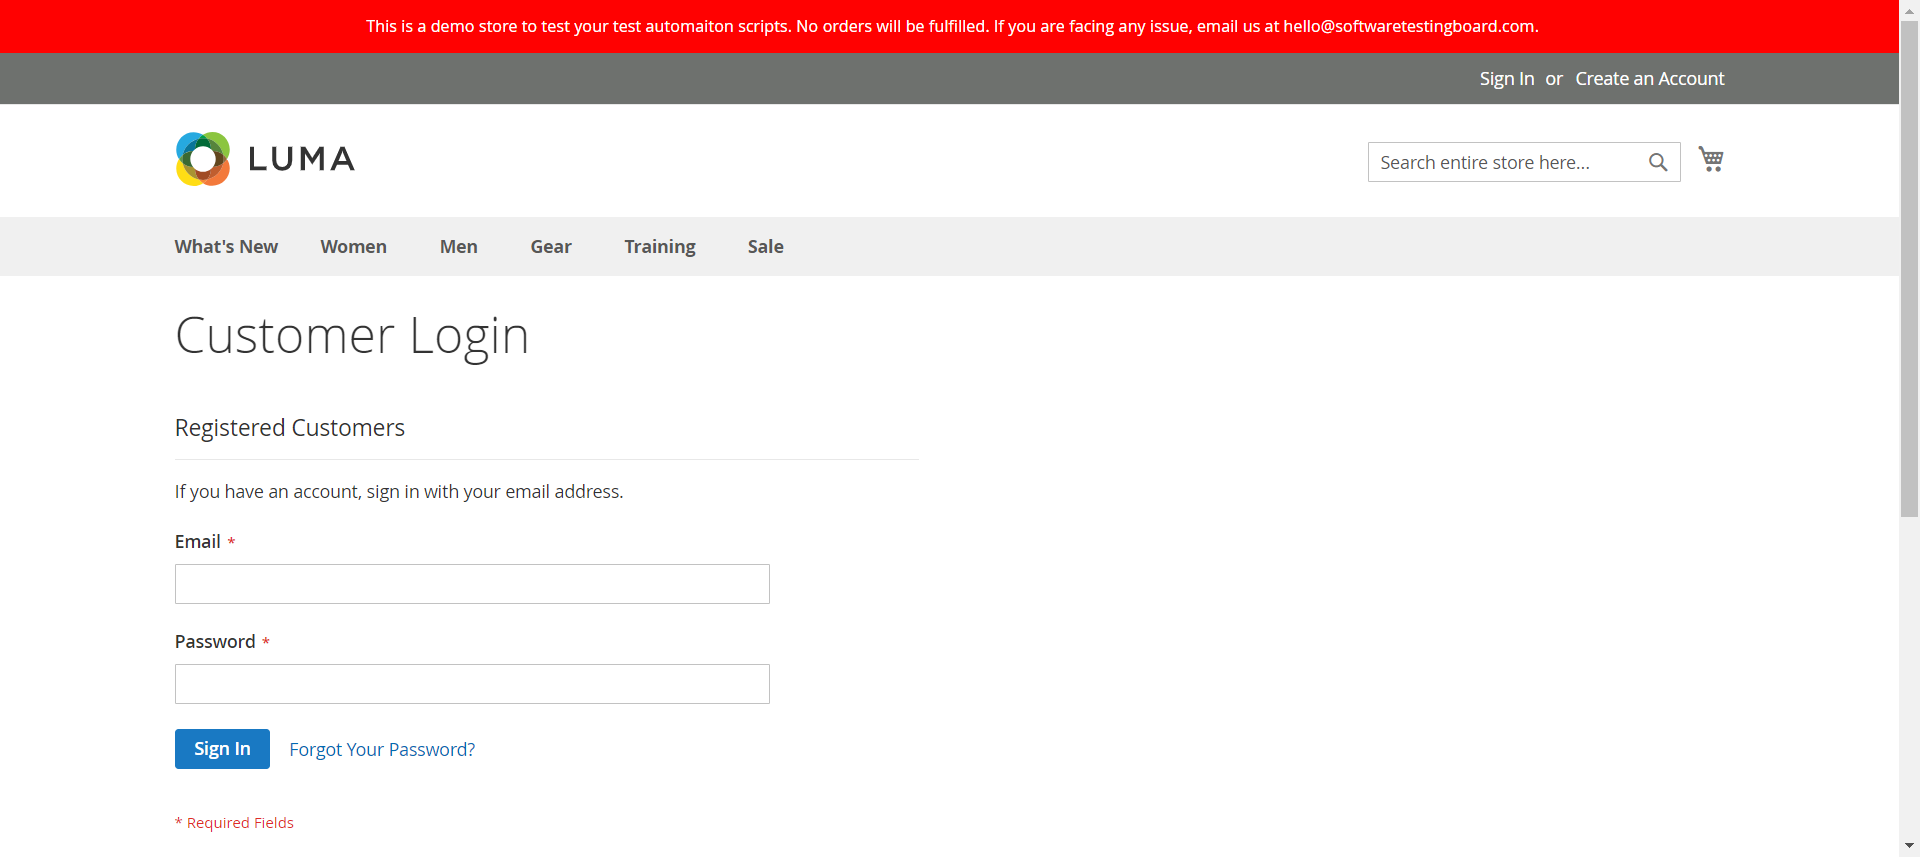 This is a demo store to test your test automaiton scripts. No orders will be fulfilled. If you are facing any issue, email us at hello@softwaretestingboard.com.
Sign In or Create an Account
LUMA
Search entire store here...
What's New Women Men Gear Training Sale
Customer Login
Registered Customers
If you have an account, sign in with your email address.
Email *
Password *
Sign In Forgot Your Password?
* Required Fields